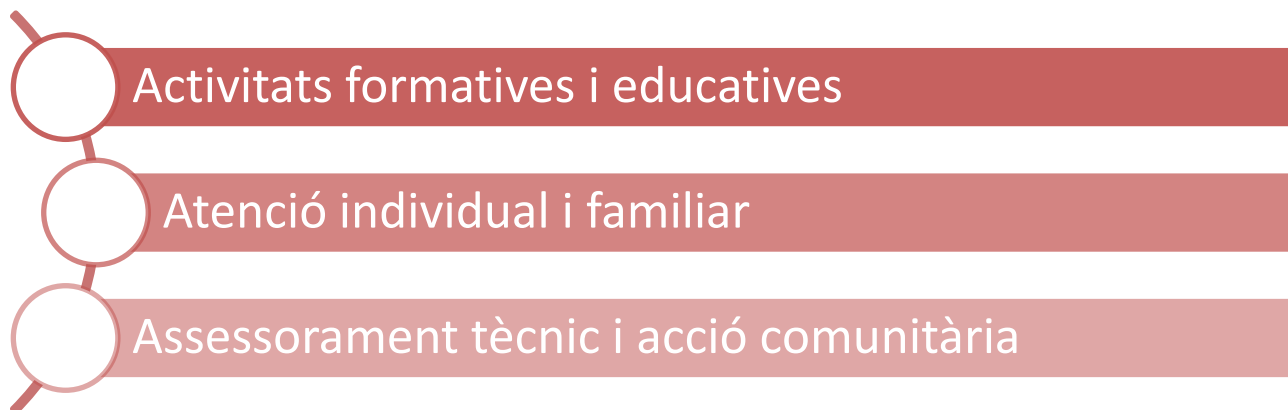 Activitats formatives i educatives
Atenció individual i familiar
Assessorament tècnic i acció comunitària